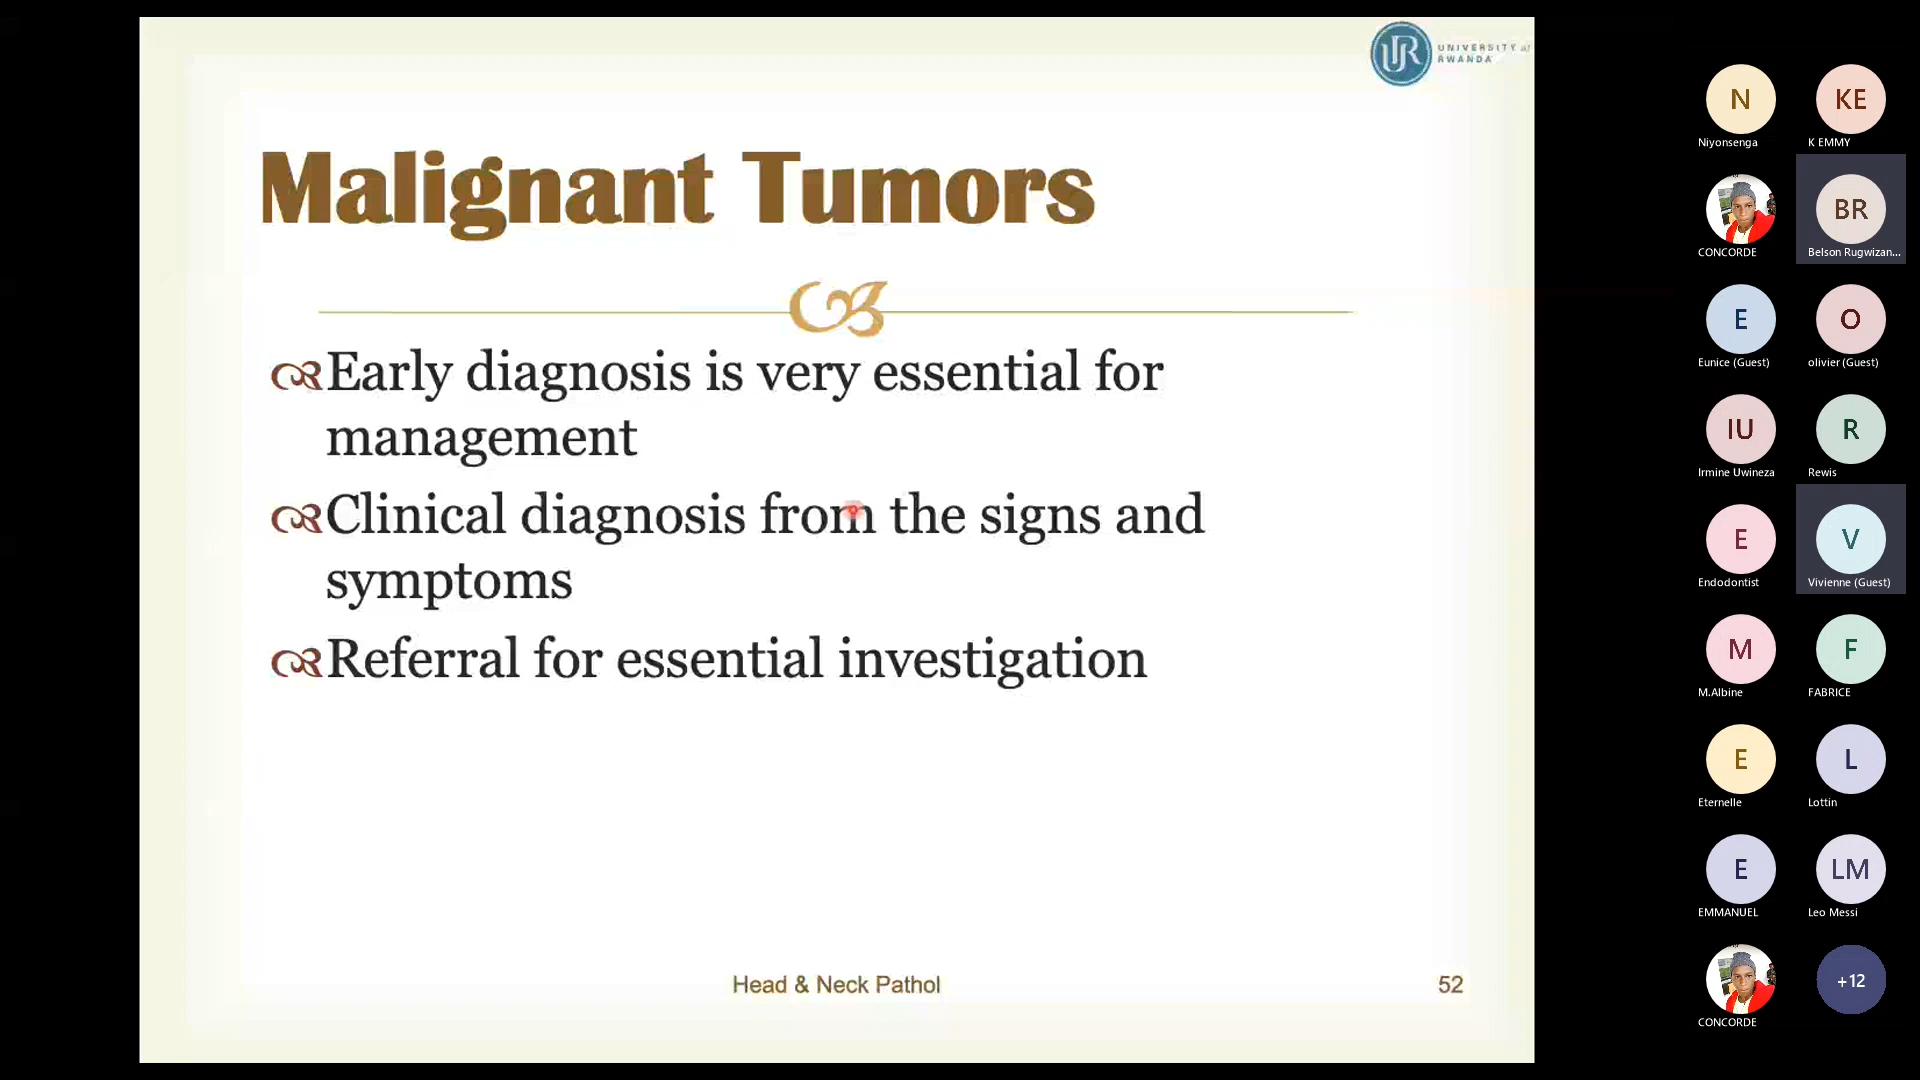 UR
UNIVERSITY of
RWANDA
Malignant Tumors
Early diagnosis is very essential for
management
Clinical diagnosis from the signs and
symptoms
Referral for essential investigation
Head & Neck Pathol
52
N
Niyonsenga
KE
K EMMY
CONCORDE
BR
Belson Rugwizan...
E
Eunice (Guest)
O
olivier (Guest)
IU
Irmine Uwineza
R
Rewis
E
Endodontist
V
Vivienne (Guest)
M
M.Albine
F
FABRICE
E
Eternelle
L
Lottin
E
EMMANUEL
LM
Leo Messi
CONCORDE
+12